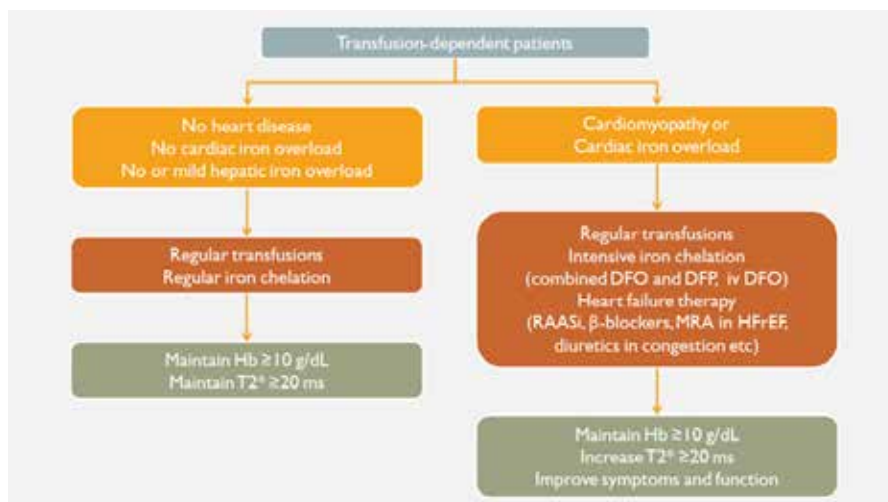 Transfusion-dependent patients
No heart disease
No cardiac iron overload
No or mild hepatic iron overload
Regular transfusions
Regular iron chelation
Maintain Hb ≥10 g/dL
Maintain T2* ≥20 ms
Cardiomyopathy or
Cardiac iron overload
Regular transfusions
Intensive iron chelation
(combined DFO and DFP, iv DFO)
Heart failure therapy
(RAASi, β-blockers, MRA in HFrEF,
diuretics in congestion etc)
Maintain Hb ≥10 g/dL
Increase T2* ≥20 ms
Improve symptoms and function